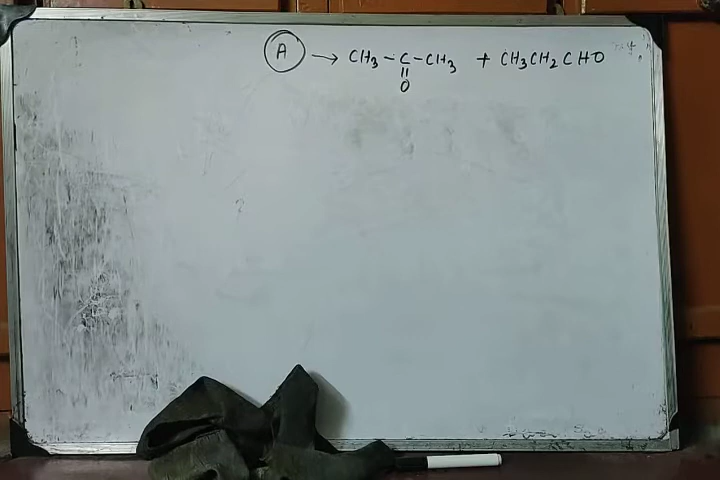 A → CH₃ – C – CH₃ + CH₃CH₂CHO
||
O